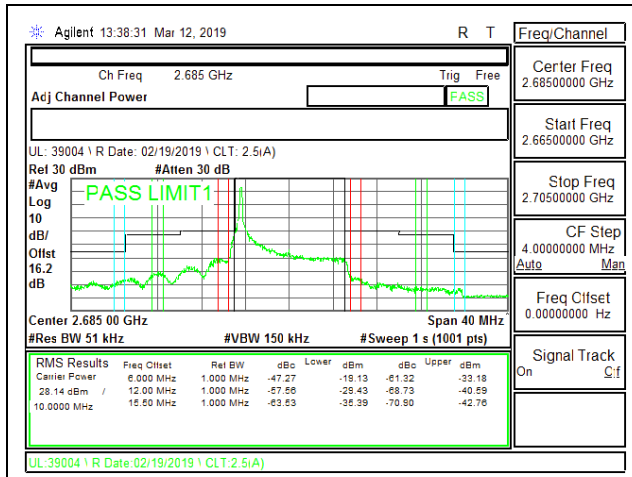 Agilent 13:38:31 Mar 12, 2019 R T
Ch Freq 2.685 GHz Trig Free
Adj Channel Power PASS
UL: 39004 \ R Date: 02/19/2019 \ CLT: 2.5(A)
Ref 30 dBm #Atten 30 dB
#Avg
Log
10
dB/
Offst
16.2
dB
PASS LIMIT1
Center 2.685 00 GHz Span 40 MHz
#Res BW 51 kHz #VBW 150 kHz #Sweep 1 s (1001 pts)
RMS Results Freq Offset Ref BW dBc Lower dBm dBc Upper dBm
Carrier Power 6.000 MHz 1.000 MHz -47.27 -19.13 -61.32 -33.18
28.14 dBm / 12.00 MHz 1.000 MHz -57.56 -29.43 -68.73 -40.59
10.0000 MHz 15.50 MHz 1.000 MHz -63.53 -35.39 -70.90 -42.76
UL:39004 \ R Date:02/19/2019 \ CLT:2.5(A)
Freq/Channel
Center Freq
2.68500000 GHz
Start Freq
2.66500000 GHz
Stop Freq
2.70500000 GHz
CF Step
4.00000000 MHz
Auto Man
Freq Offset
0.00000000 Hz
Signal Track
On Off